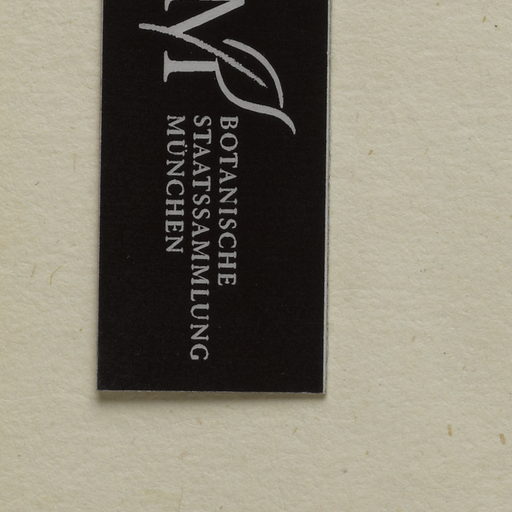 M
BOTANISCHE
STAATSSAMMLUNG
MÜNCHEN